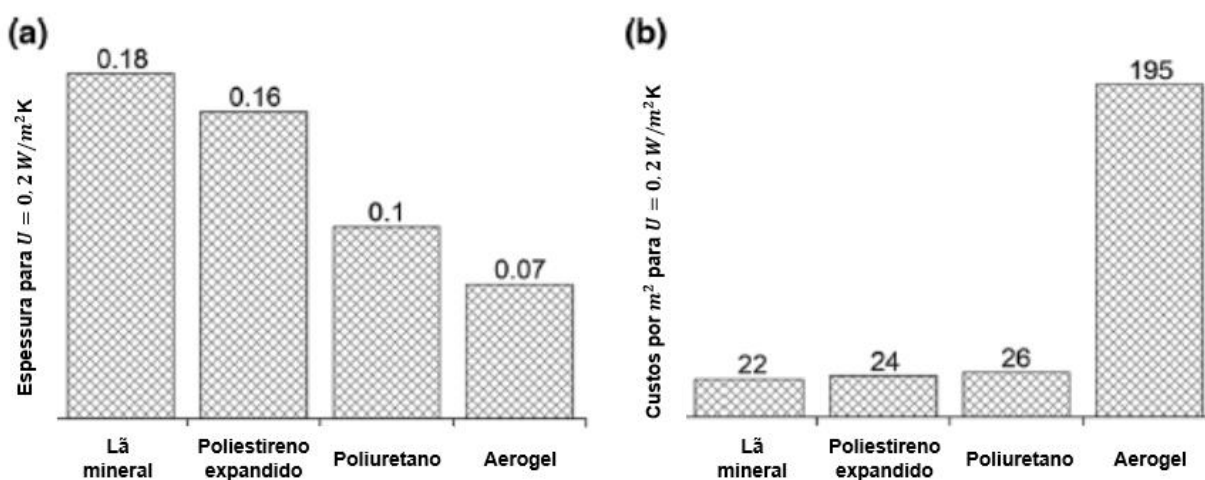 (a)
Espessura para U = 0, 2 W/m²K
0.18
0.16
0.1
0.07
Lã
mineral
Poliestireno
expandido
Poliuretano
Aerogel
(b)
Custos por m² para U = 0, 2 W/m²K
22
24
26
195
Lã
mineral
Poliestireno
expandido
Poliuretano
Aerogel